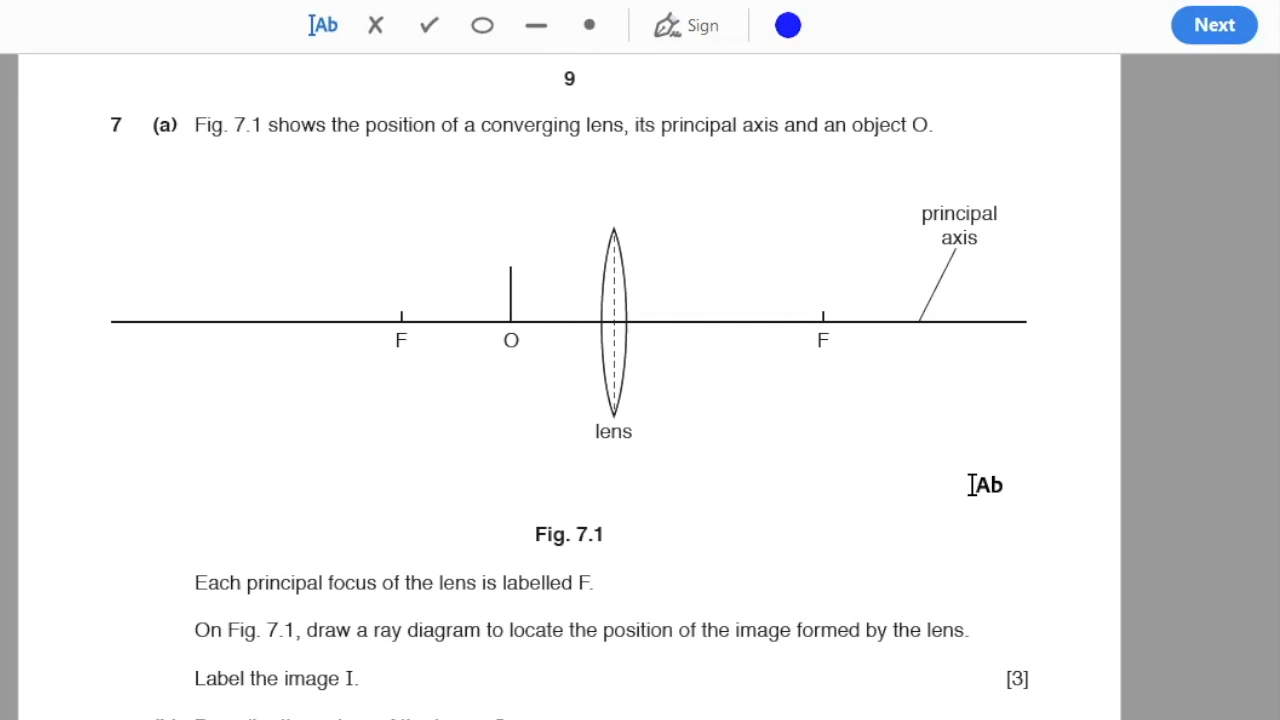 Ab
Sign
Next
9
7 (a) Fig. 7.1 shows the position of a converging lens, its principal axis and an object O.
principal
axis
F O F
lens
Ab
Fig. 7.1
Each principal focus of the lens is labelled F.
On Fig. 7.1, draw a ray diagram to locate the position of the image formed by the lens.
Label the image I. [3]